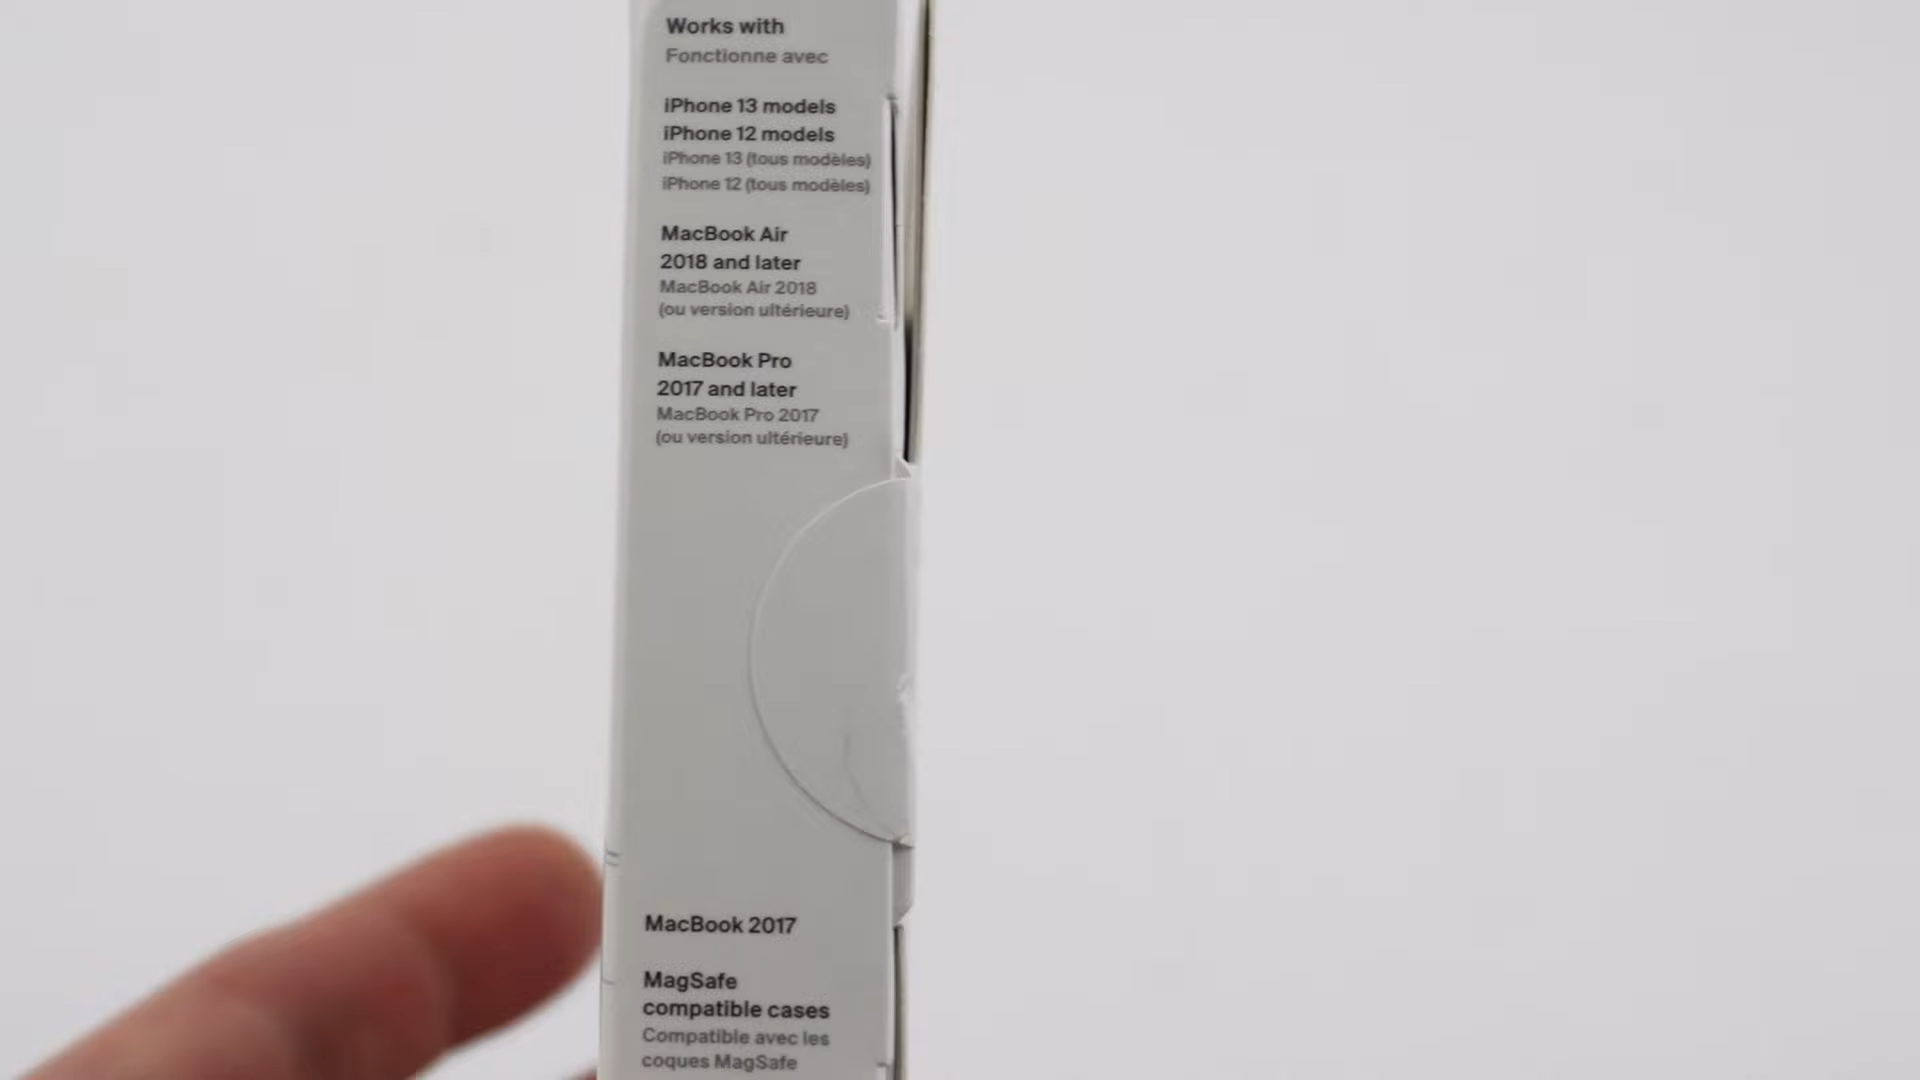 Works with
Fonctionne avec
iPhone 13 models
iPhone 12 models
iPhone 13 (tous modèles)
iPhone 12 (tous modèles)
MacBook Air
2018 and later
MacBook Air 2018
(ou version ultérieure)
MacBook Pro
2017 and later
MacBook Pro 2017
(ou version ultérieure)
MacBook 2017
MagSafe
compatible cases
Compatible avec les
coques MagSafe